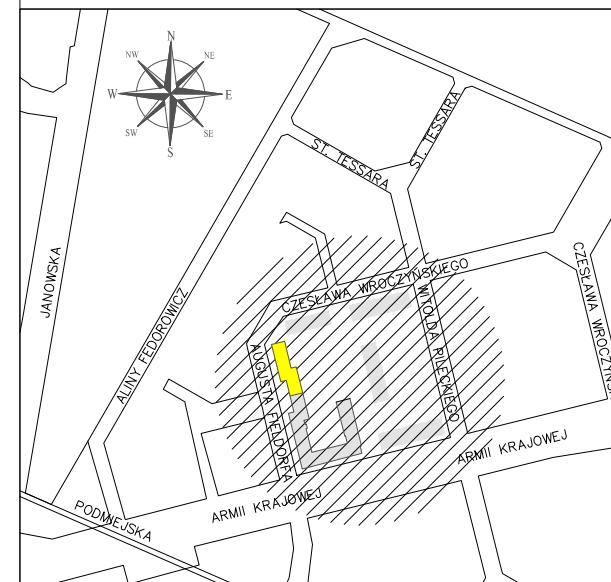 N
NW
NE
W
E
SW
SE
S
ST. TESSARA
ST. TESSARA
JANOWSKA
ALINY FEDOROWICZ
CZESŁAWA WROCZYŃSKIEGO
CZESŁAWA WROCZYŃS
WITOLDA PILECKIEGO
AUGUSTA FIELDORFA
ARMII KRAJOWEJ
ARMII KRAJOWEJ
PODMIEJSKA